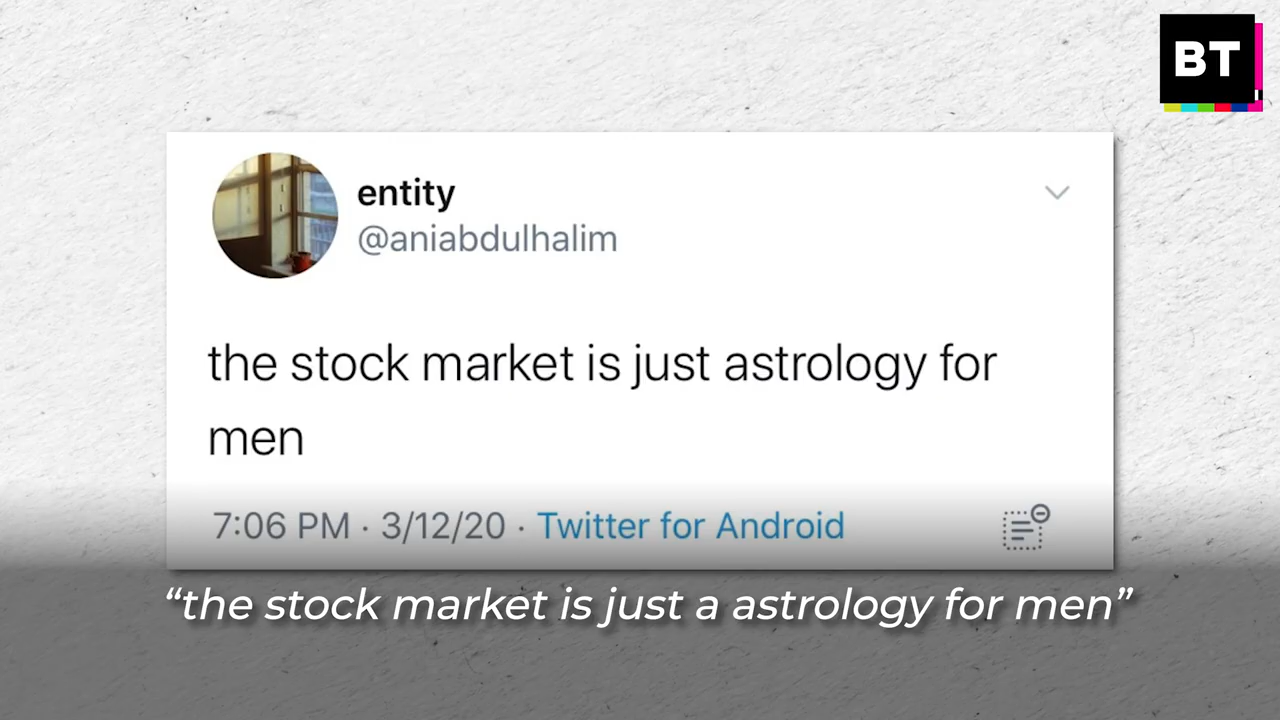 BT
entity
@aniabdulhalim
the stock market is just astrology for
men
7:06 PM · 3/12/20 · Twitter for Android
“the stock market is just a astrology for men”